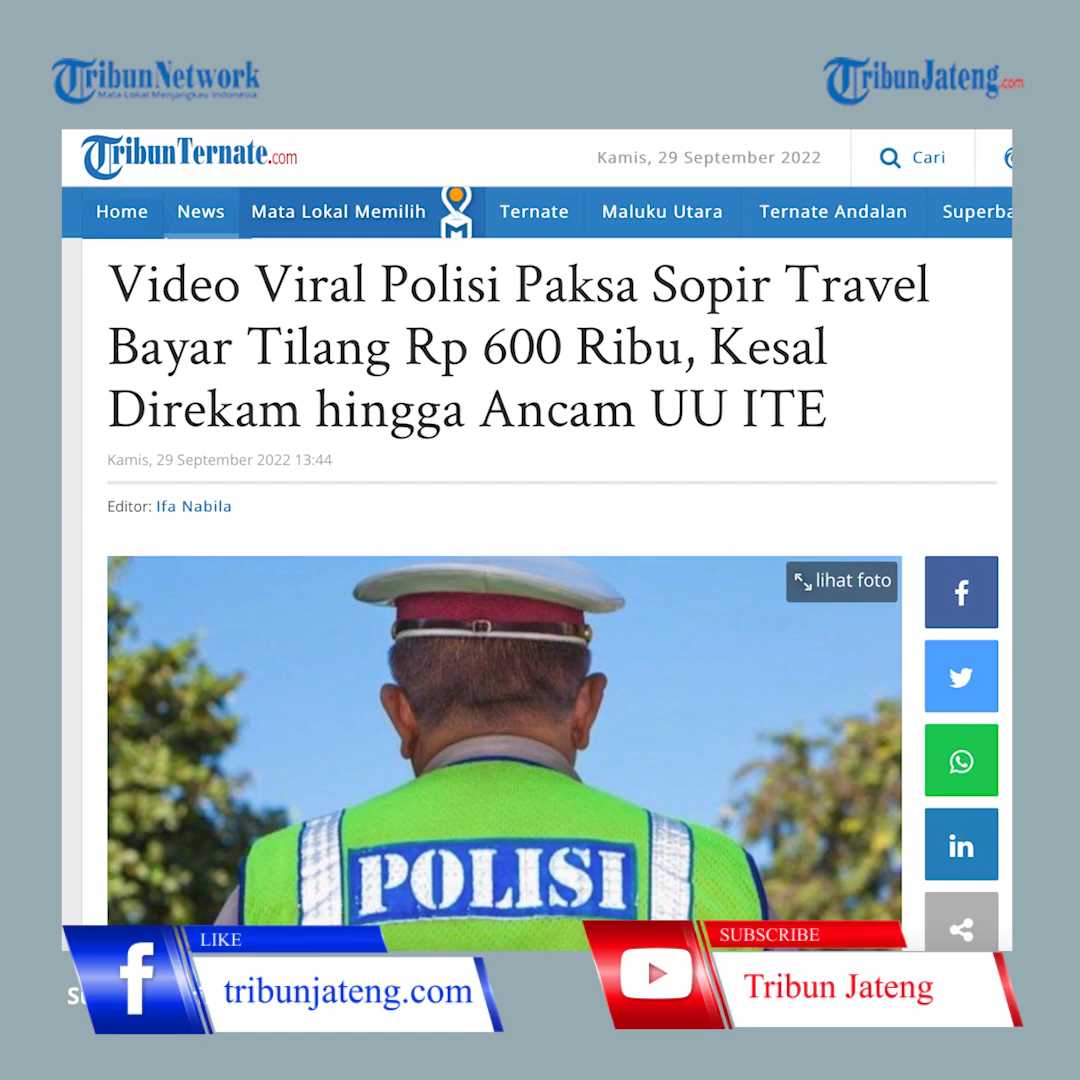 TribunNetwork
Mata Lokal Menjangkau Indonesia
TribunJateng.com
TribunTernate.com
Kamis, 29 September 2022
Cari
Home
News
Mata Lokal Memilih
Ternate
Maluku Utara
Ternate Andalan
Superba
Video Viral Polisi Paksa Sopir Travel
Bayar Tilang Rp 600 Ribu, Kesal
Direkam hingga Ancam UU ITE
Kamis, 29 September 2022 13:44
Editor: Ifa Nabila
lihat foto
POLISI
LIKE
tribunjateng.com
SUBSCRIBE
Tribun Jateng